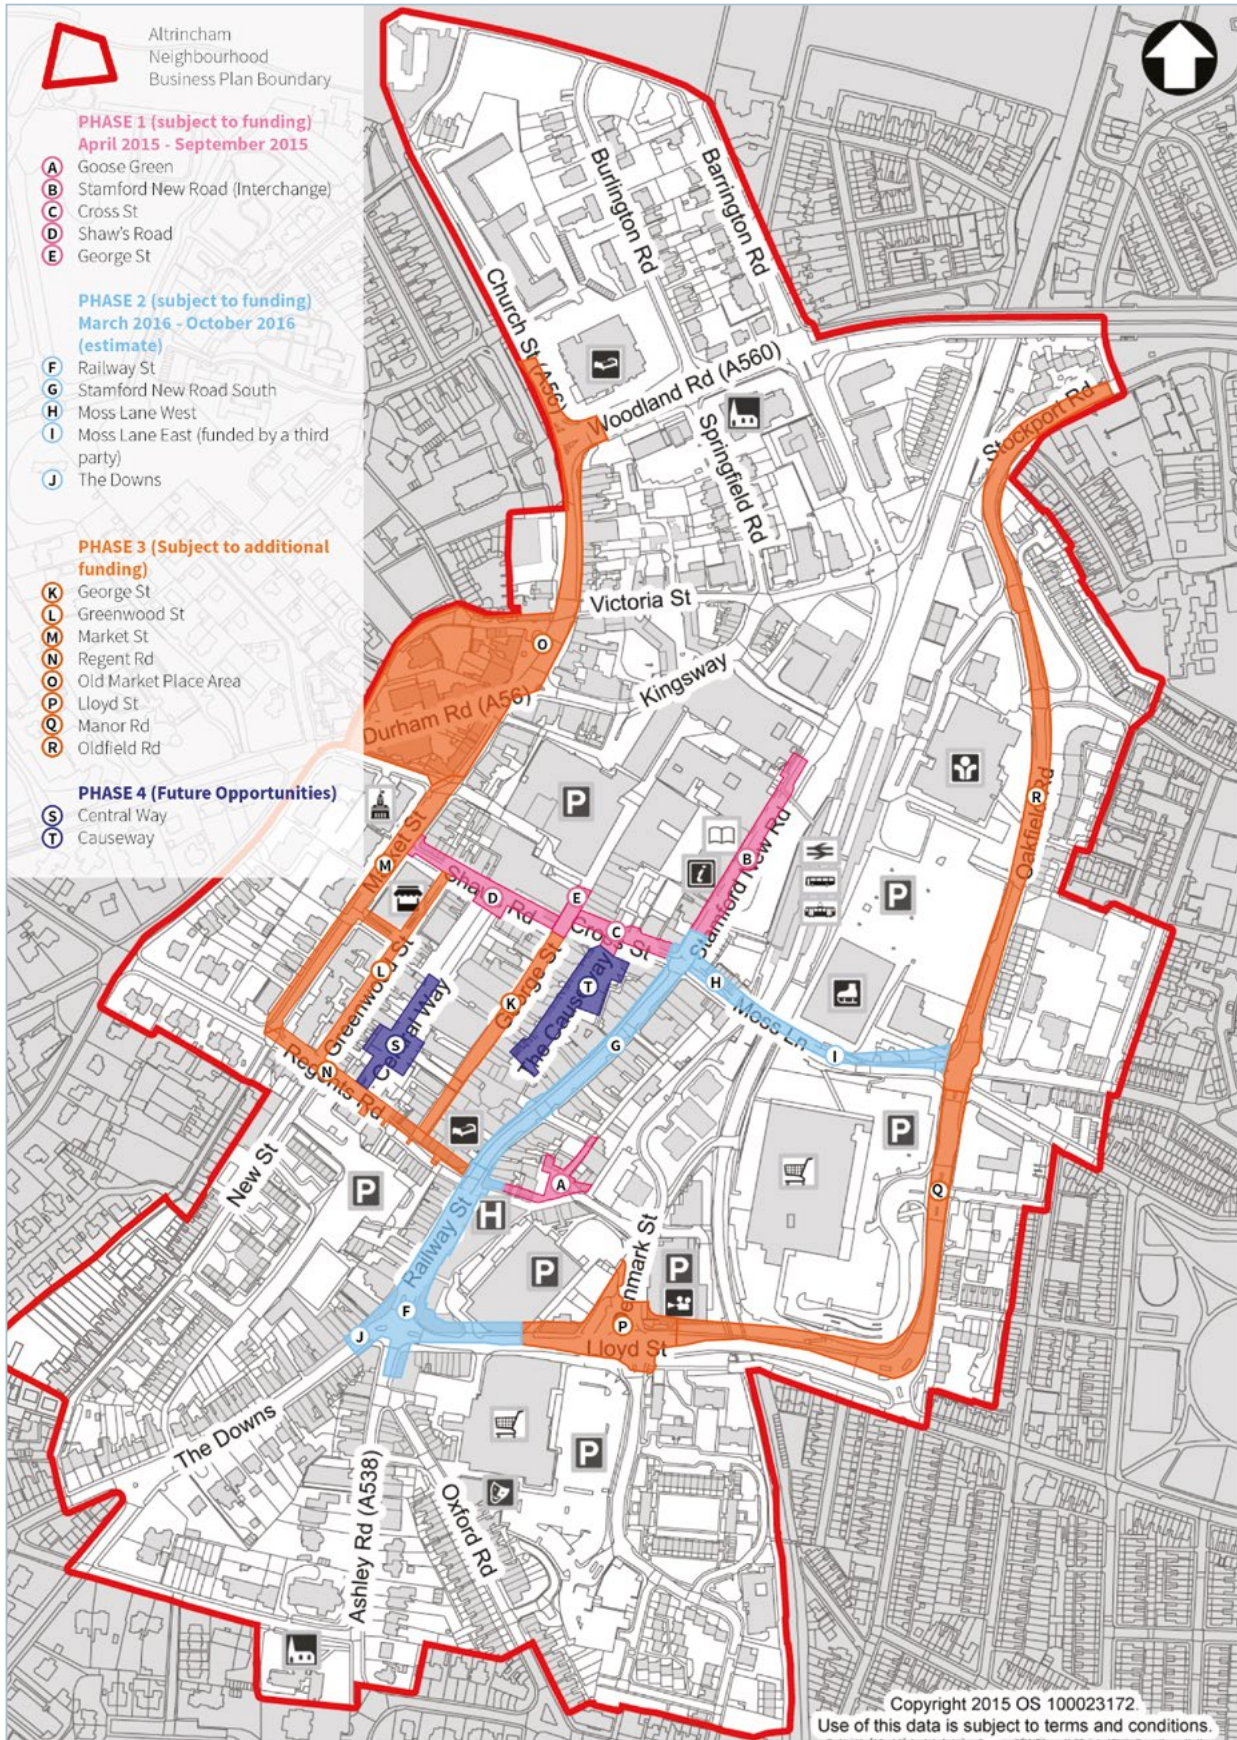 Altrincham
Neighbourhood
Business Plan Boundary
PHASE 1 (subject to funding)
April 2015 - September 2015
A Goose Green
B Stamford New Road (Interchange)
C Cross St
D Shaw's Road
E George St
PHASE 2 (subject to funding)
March 2016 - October 2016
(estimate)
F Railway St
G Stamford New Road South
H Moss Lane West
I Moss Lane East (funded by a third
party)
J The Downs
PHASE 3 (Subject to additional
funding)
K George St
L Greenwood St
M Market St
N Regent Rd
O Old Market Place Area
P Lloyd St
Q Manor Rd
R Oldfield Rd
PHASE 4 (Future Opportunities)
S Central Way
T Causeway
Burlington Rd
Barrington Rd
Church St (A56)
Woodland Rd (A560)
Springfield Rd
Stockport Rd
Victoria St
O
Kingsway
Durham Rd (A56)
P
R
Oakfield Rd
Market St
M
B
Stamford New Rd
i
P
Shaw's Rd
D
E
C
Cross St
L
Greenwood St
K
George St
T
The Causeway
H
Moss Ln
I
S
Central Way
G
N
Regents Rd
P
New St
P
A
Q
H
Railway St
P
Denmark St
P
F
J
P
Lloyd St
The Downs
P
Ashley Rd (A538)
Oxford Rd
Copyright 2015 OS 100023172.
Use of this data is subject to terms and conditions.